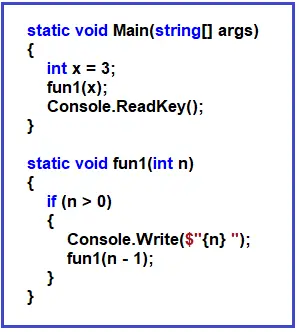 static void Main(string[] args)
{
int x = 3;
fun1(x);
Console.ReadKey();
}
static void fun1(int n)
{
if (n > 0)
{
Console.Write($"{n} ");
fun1(n - 1);
}
}